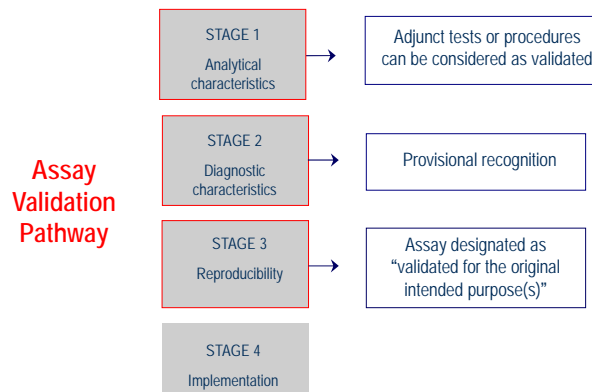 STAGE 1
Analytical
characteristics
Adjunct tests or procedures
can be considered as validated
STAGE 2
Diagnostic
characteristics
Provisional recognition
Assay
Validation
Pathway
STAGE 3
Reproducibility
Assay designated as
“validated for the original
intended purpose(s)”
STAGE 4
Implementation